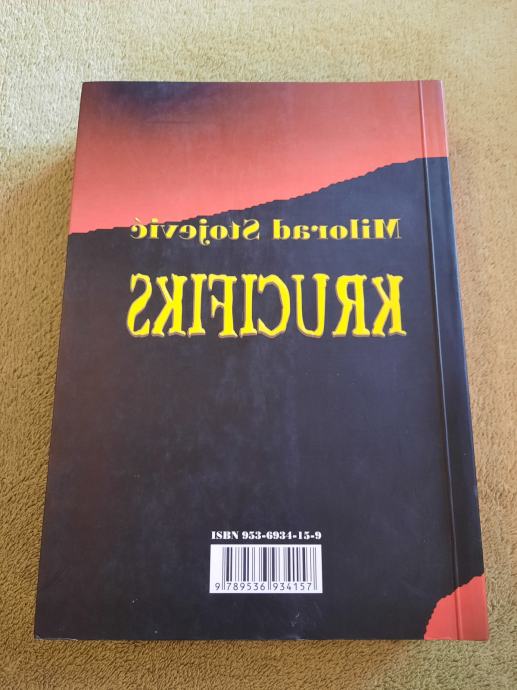 Milorad Stojević
KRUCIFIKS
ISBN 953-6934-15-9
9 789536 934157